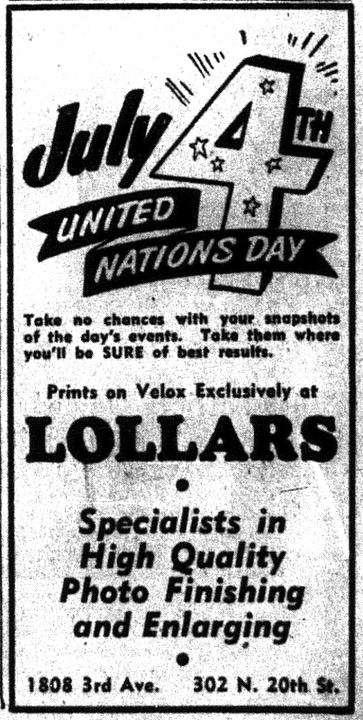 July 4TH
UNITED
NATIONS DAY
Take no chances with your snapshots
of the day's events. Take them where
you'll be SURE of best results.
Prints on Velox Exclusively at
LOLLARS
Specialists in
High Quality
Photo Finishing
and Enlarging
1808 3rd Ave. 302 N. 20th St.